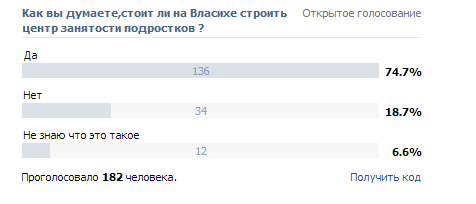 Как вы думаете,стоит ли на Власихе строить Открытое голосование
центр занятости подростков ?
Да
136 74.7%
Нет
34 18.7%
Не знаю что это такое
12 6.6%
Проголосовало 182 человека. Получить код